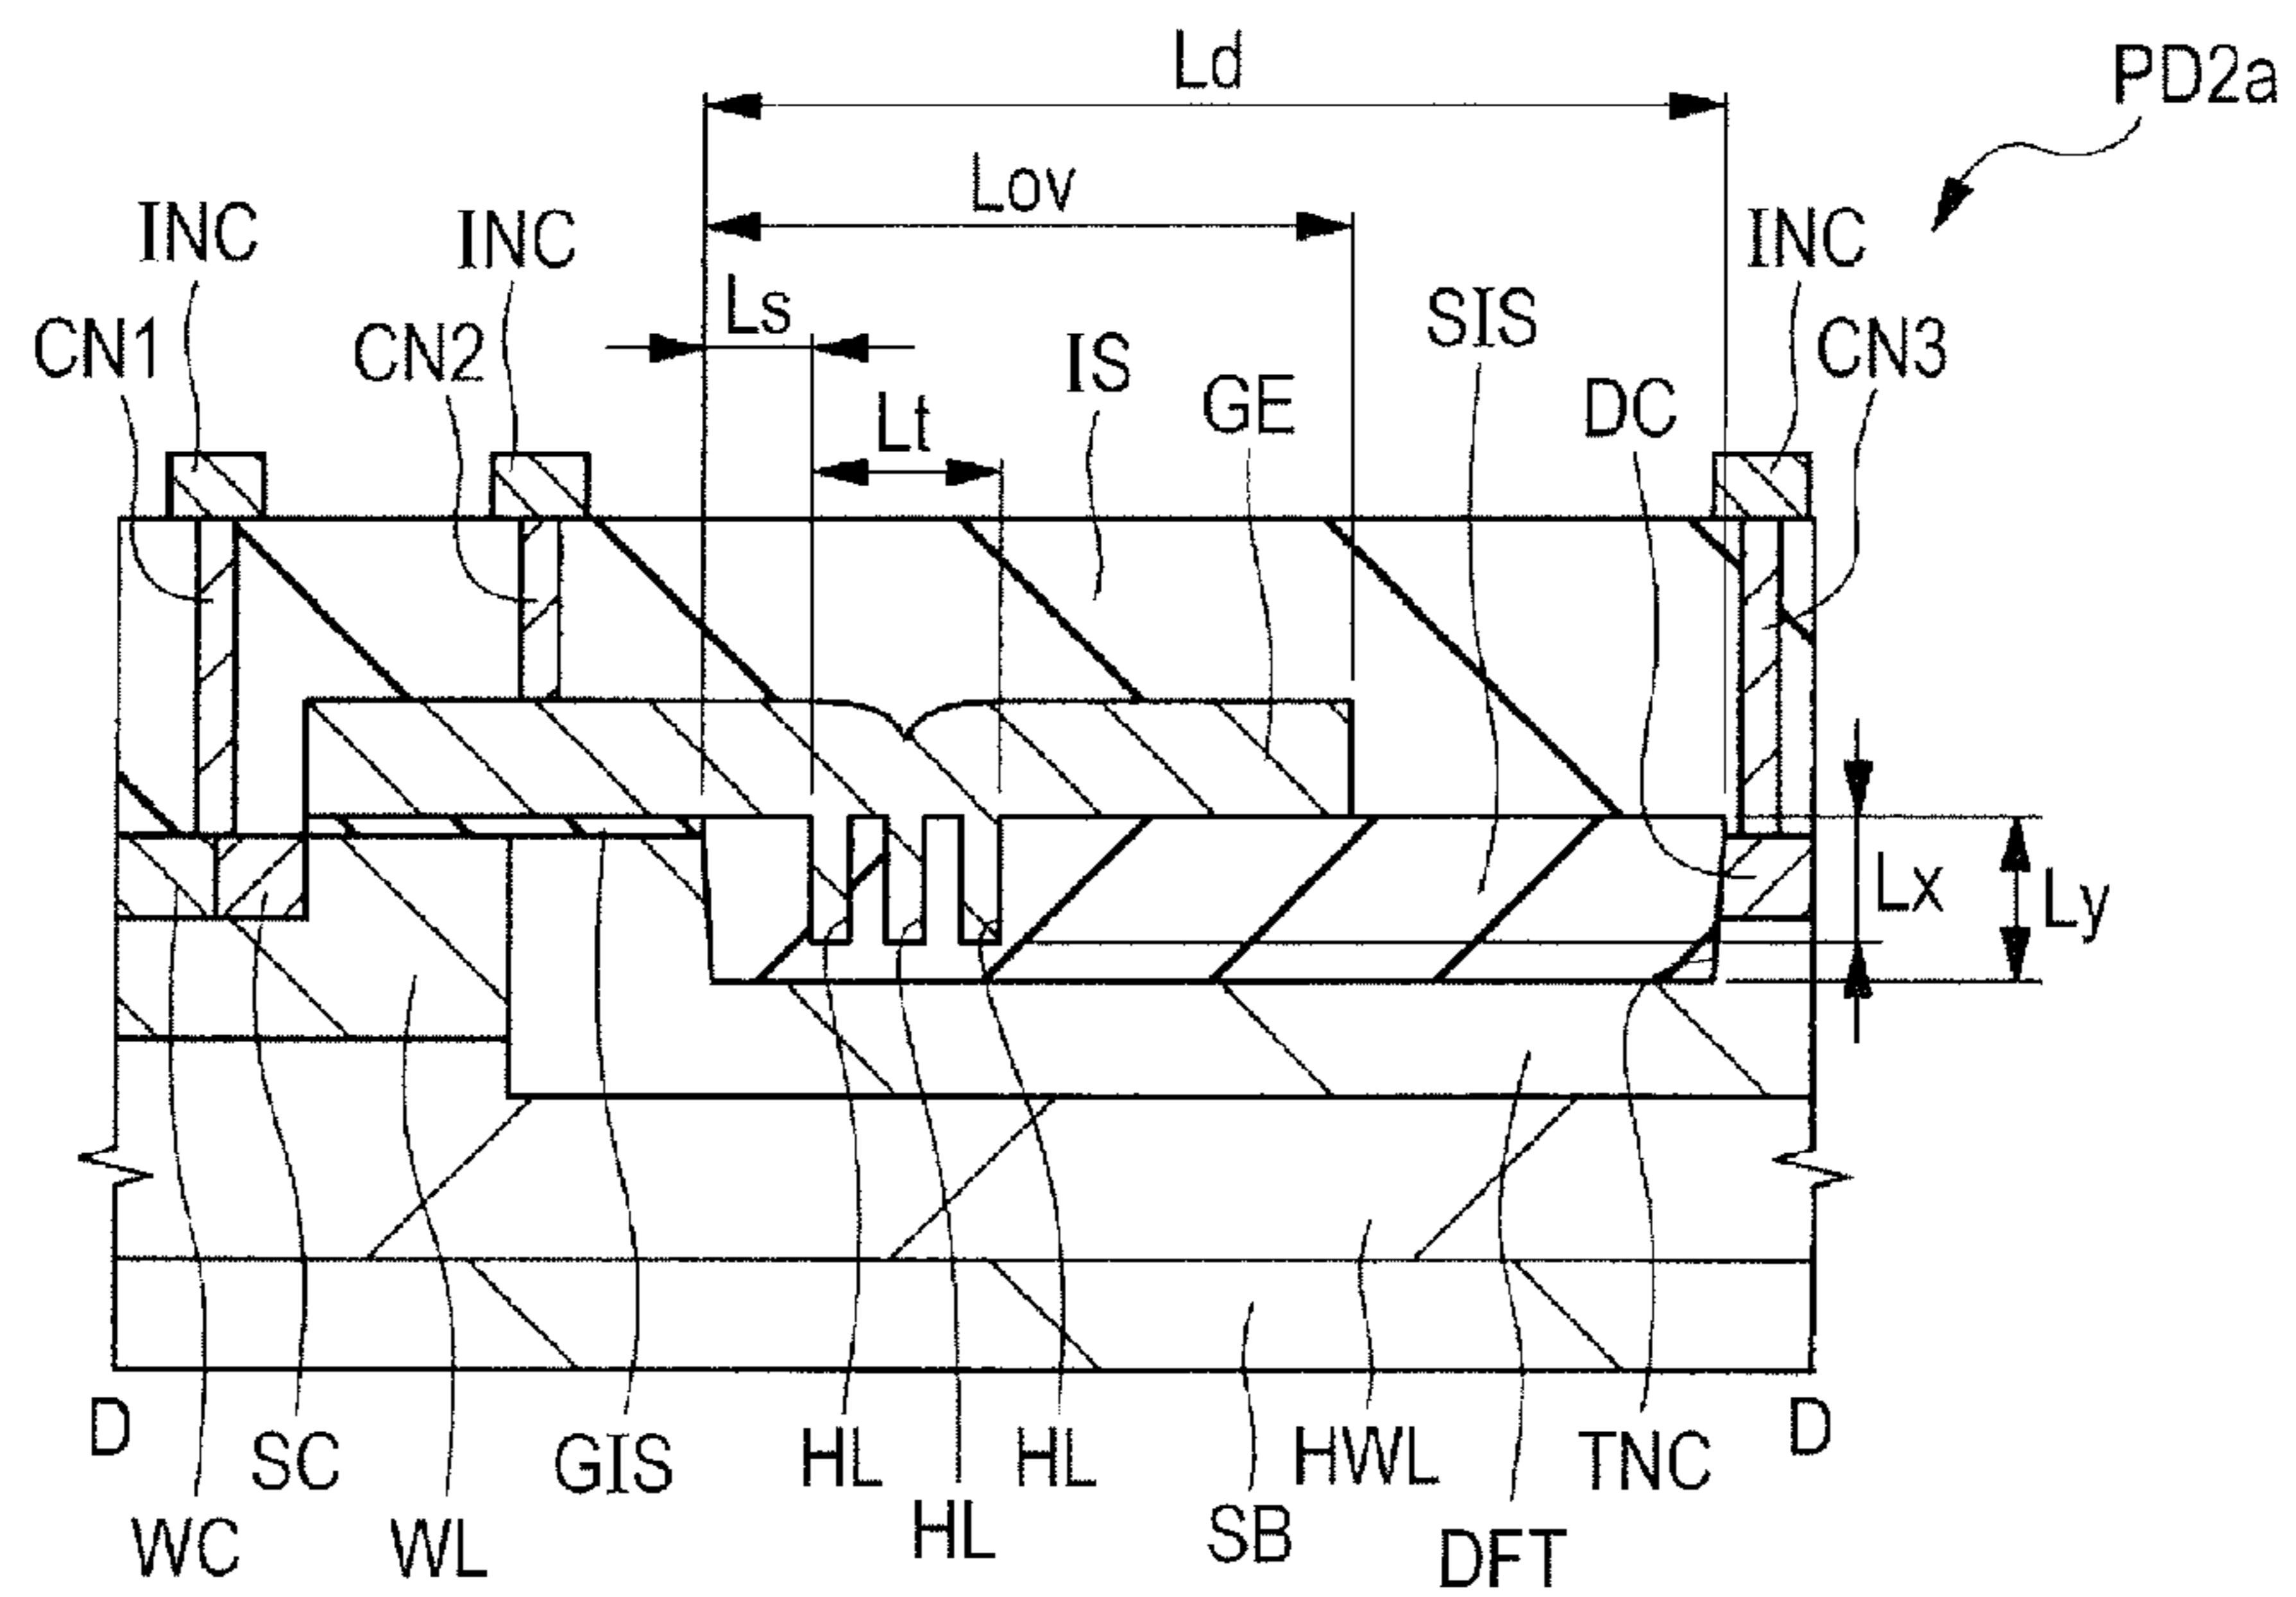 Ld
PD2a
Lov
INC
INC
INC
Ls
SIS
CN1
CN2
IS
CN3
GE
DC
Lt
Lx
Ly
D
SC
GIS
HL
HL
HWL
TNC
D
WC
WL
HL
SB
DFT